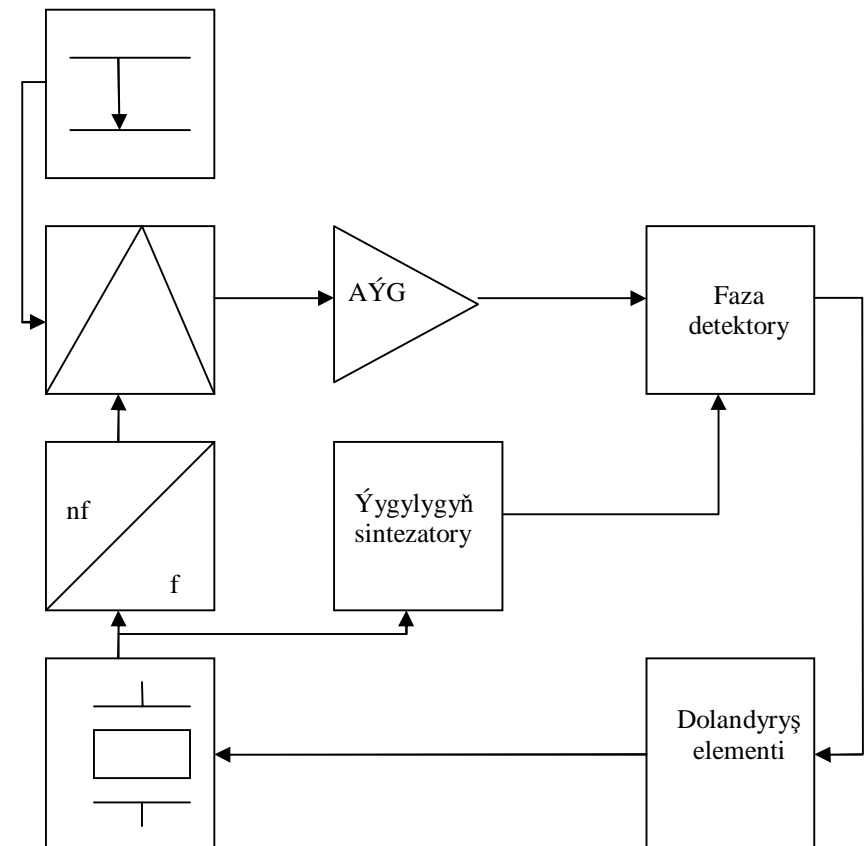 AÝG
Faza
detektory
nf
f
Ýygylygyň
sintezatory
Dolandyryş
elementi